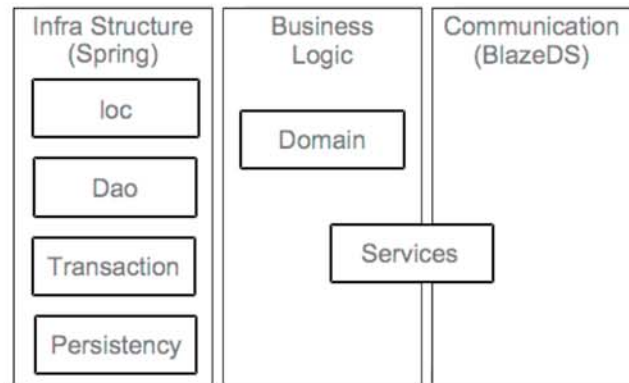 Infra Structure
(Spring)
Ioc
Dao
Transaction
Persistency
Business
Logic
Domain
Services
Communication
(BlazeDS)